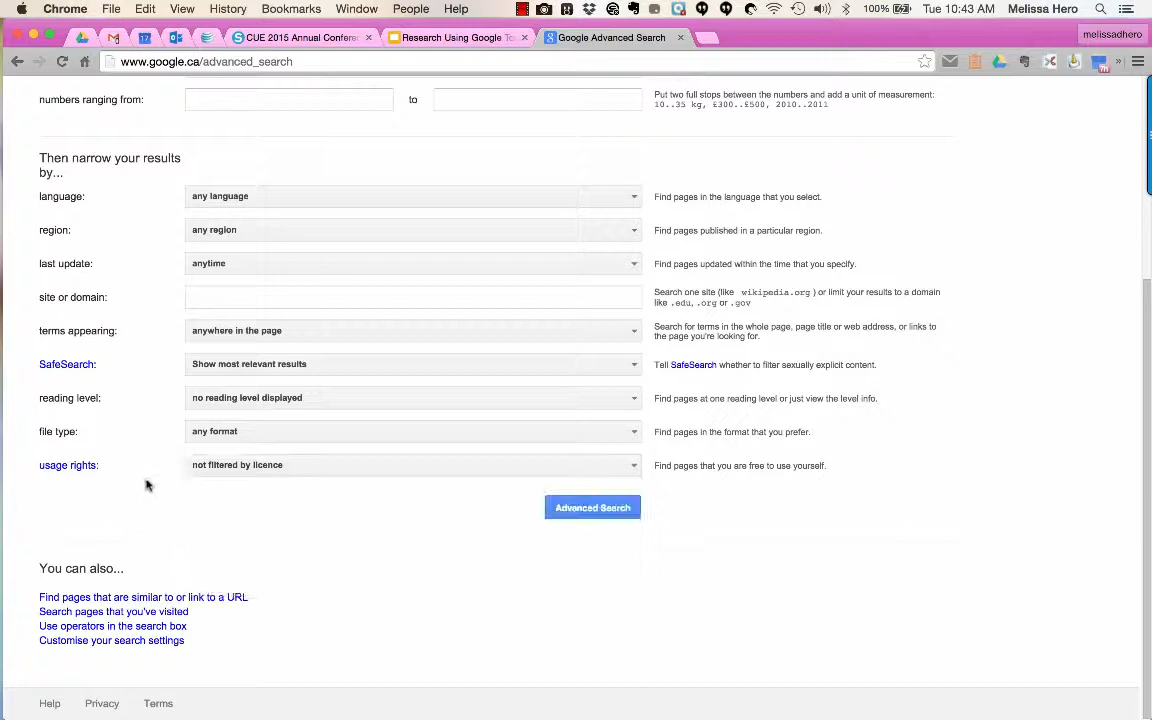 Chrome File Edit View History Bookmarks Window People Help 100% Tue 10:43 AM Melissa Hero
17 CUE 2015 Annual Conferen Research Using Google To Google Advanced Search melissadhero
www.google.ca/advanced_search
numbers ranging from: to Put two full stops between the numbers and add a unit of measurement:
10..35 kg, £300..£500, 2010..2011
Then narrow your results
by...
language: any language Find pages in the language that you select.
region: any region Find pages published in a particular region.
last update: anytime Find pages updated within the time that you specify.
site or domain: Search one site (like wikipedia.org ) or limit your results to a domain
like .edu, .org or .gov
terms appearing: anywhere in the page Search for terms in the whole page, page title or web address, or links to
the page you're looking for.
SafeSearch: Show most relevant results Tell SafeSearch whether to filter sexually explicit content.
reading level: no reading level displayed Find pages at one reading level or just view the level info.
file type: any format Find pages in the format that you prefer.
usage rights: not filtered by licence Find pages that you are free to use yourself.
Advanced Search
You can also...
Find pages that are similar to or link to a URL
Search pages that you've visited
Use operators in the search box
Customise your search settings
Help Privacy Terms